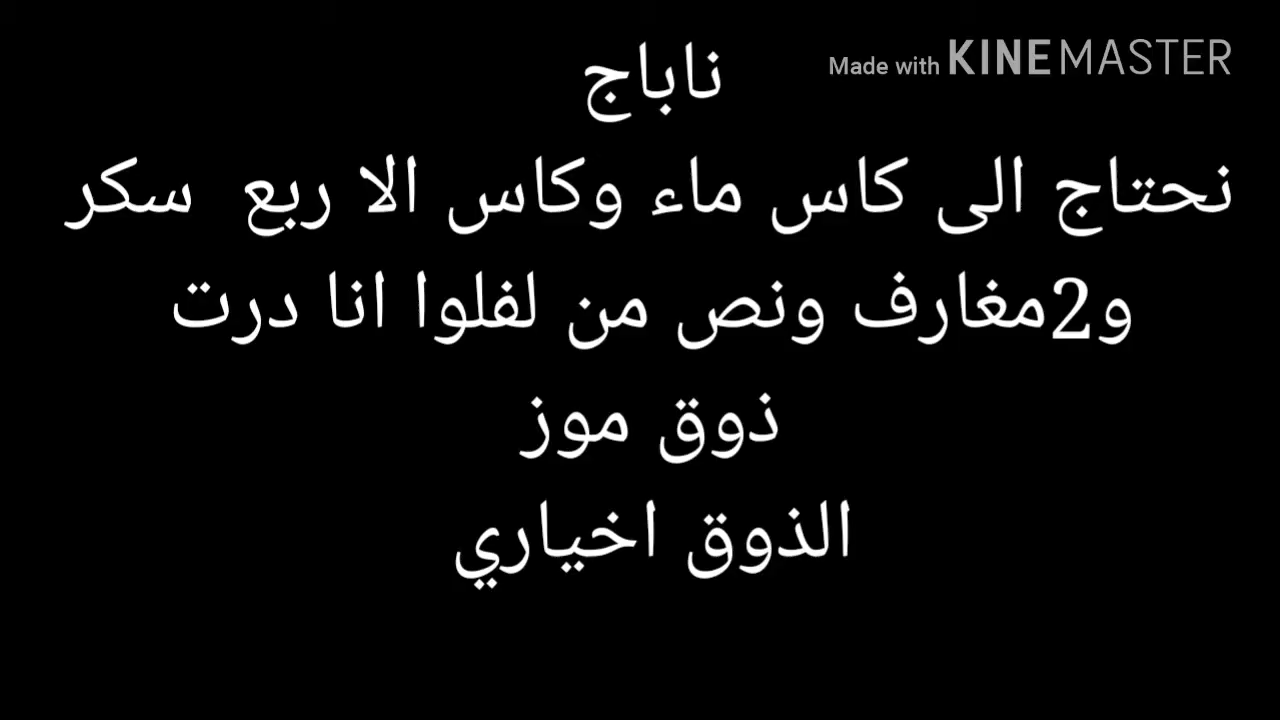 Made with KINEMASTER
ناباج
نحتاج الى كاس ماء وكاس الا ربع سكر
و2مغارف ونص من لفلوا انا درت
ذوق موز
الذوق اخياري